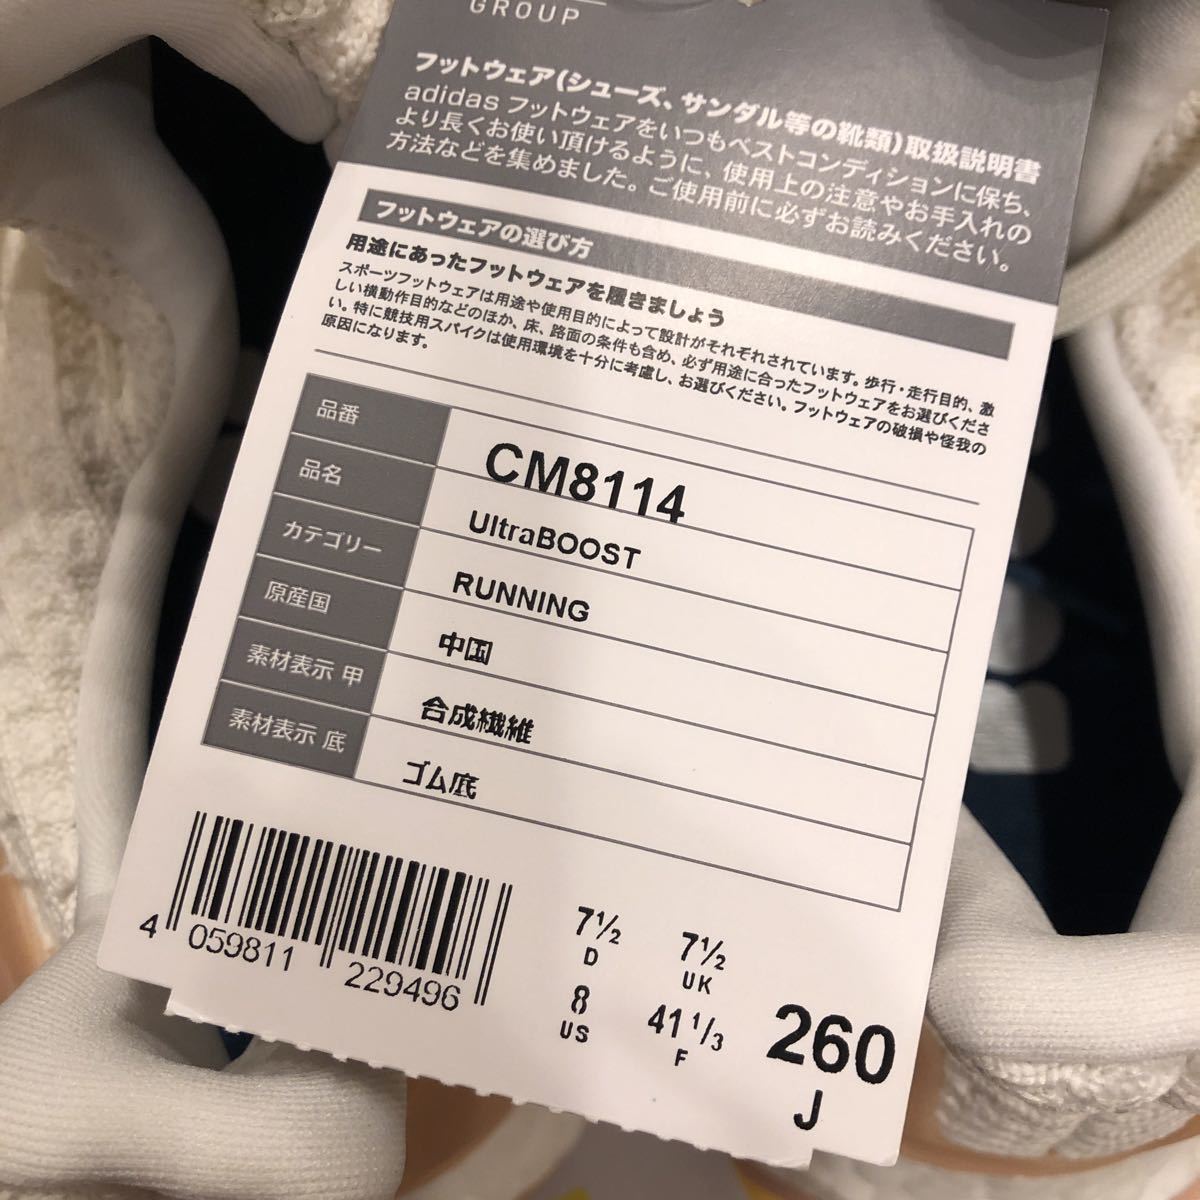 GROUP
フットウェア(シューズ、サンダル等の靴類)取扱説明書
adidas フットウェアをいつもベストコンディションに保ち、
より長くお使い頂けるように、使用上の注意やお手入れの
方法などを集めました。ご使用前に必ずお読みください。
フットウェアの選び方
用途にあったフットウェアを履きましょう
スポーツフットウェアは用途や使用目的によって設計がそれぞれされています。歩行・走行目的、激
しい横動作目的などのほか、床、路面の条件も含め、必ず用途に合ったフットウェアをお選びくださ
い。特に競技用スパイクは使用環境を十分に考慮し、お選びください。フットウェアの破損や怪我の
原因になります。
品番 CM8114
品名 UltraBOOST
カテゴリー RUNNING
原産国 中国
素材表示 甲 合成繊維
素材表示 底 ゴム底
4 059811 229496
7½ D
7½ UK
8 US
41 ⅓ F
260 J